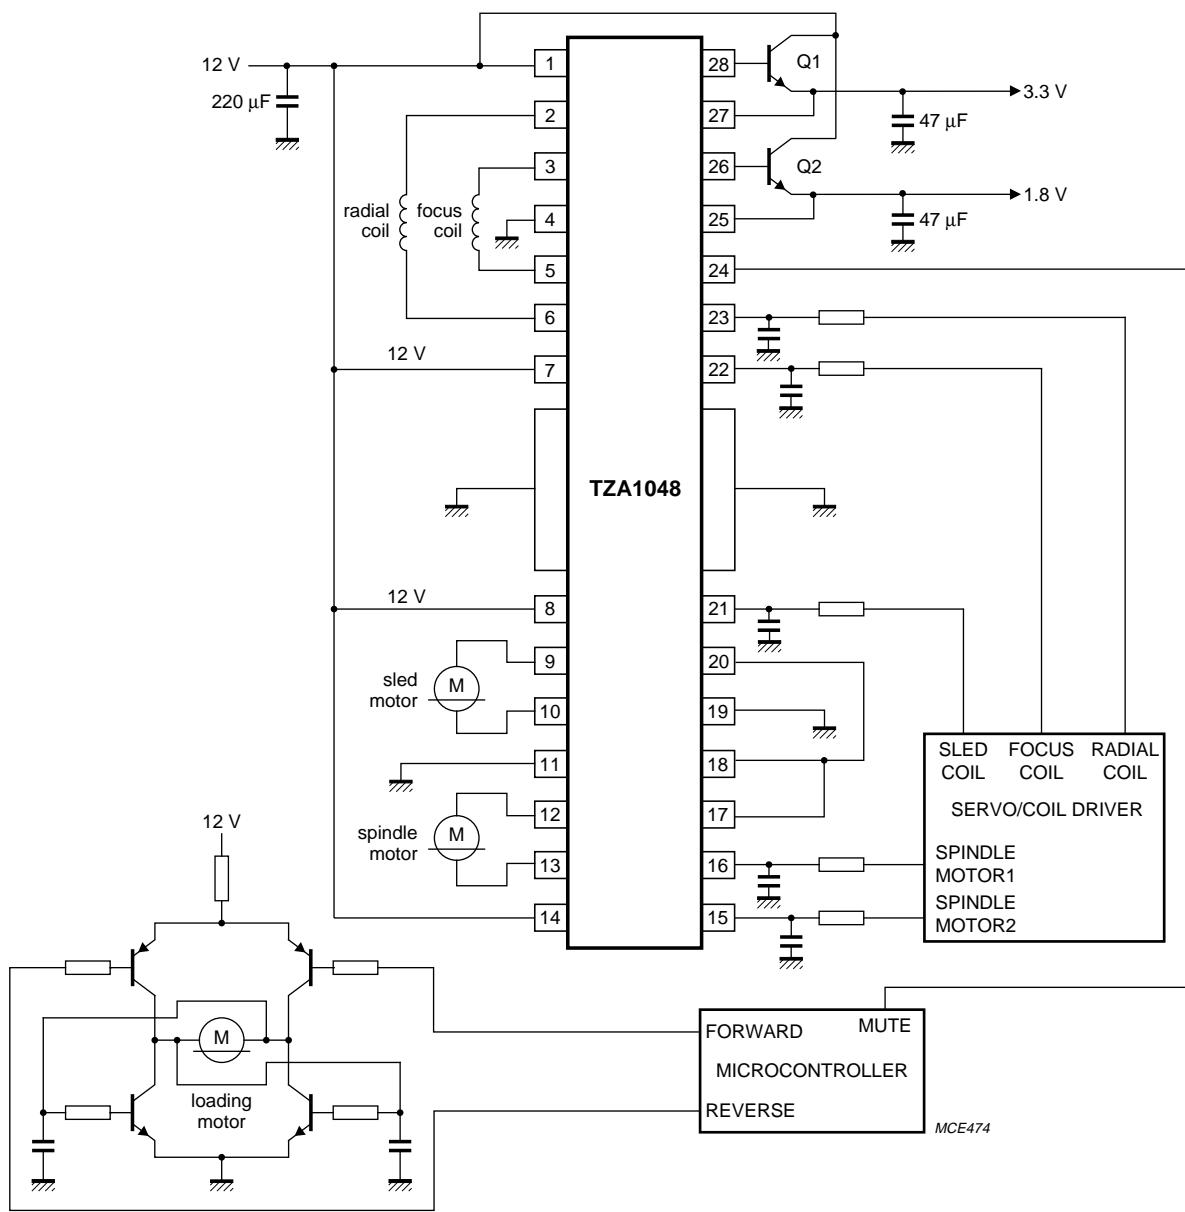 12 V
220 µF
1
2
3
4
5
6
7
8
9
10
11
12
13
14
28
27
26
25
24
23
22
21
20
19
18
17
16
15
TZA1048
Q1
3.3 V
47 µF
Q2
1.8 V
47 µF
radial
coil
focus
coil
12 V
12 V
sled
motor
M
spindle
motor
M
SLED
COIL
FOCUS
COIL
RADIAL
COIL
SERVO/COIL DRIVER
SPINDLE
MOTOR1
SPINDLE
MOTOR2
12 V
M
loading
motor
FORWARD
MUTE
MICROCONTROLLER
REVERSE
MCE474